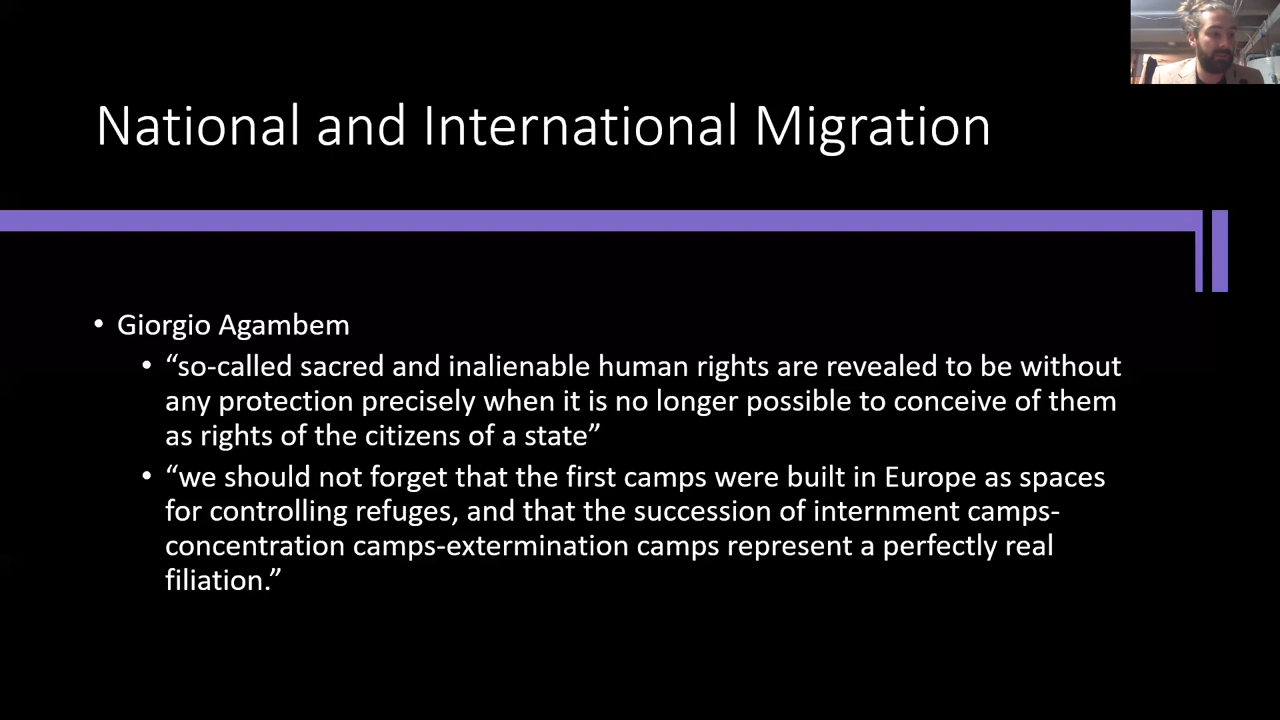 National and International Migration
• Giorgio Agambem
• “so-called sacred and inalienable human rights are revealed to be without
any protection precisely when it is no longer possible to conceive of them
as rights of the citizens of a state”
• “we should not forget that the first camps were built in Europe as spaces
for controlling refuges, and that the succession of internment camps-
concentration camps-extermination camps represent a perfectly real
filiation.”